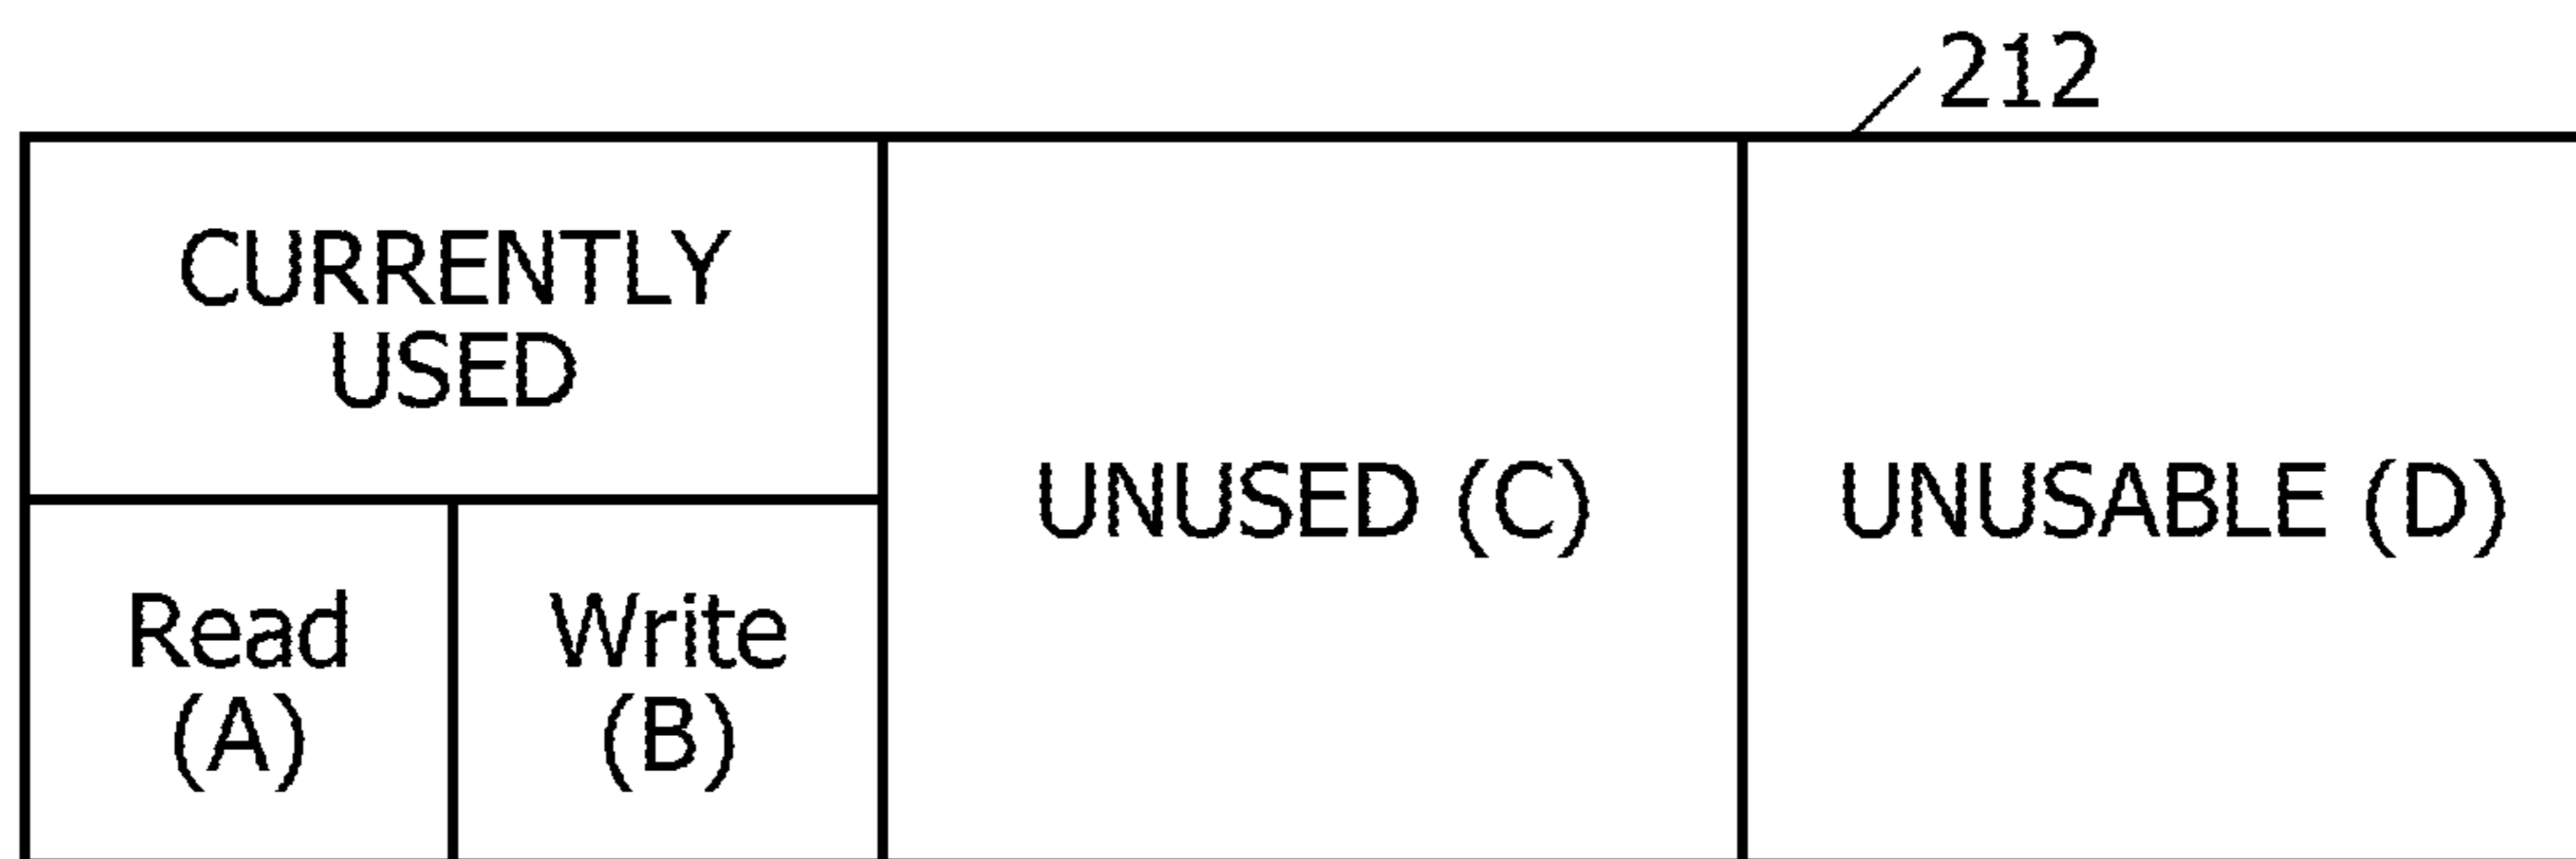 212
CURRENTLY
USED
UNUSED (C)
UNUSABLE (D)
Read
(A)
Write
(B)